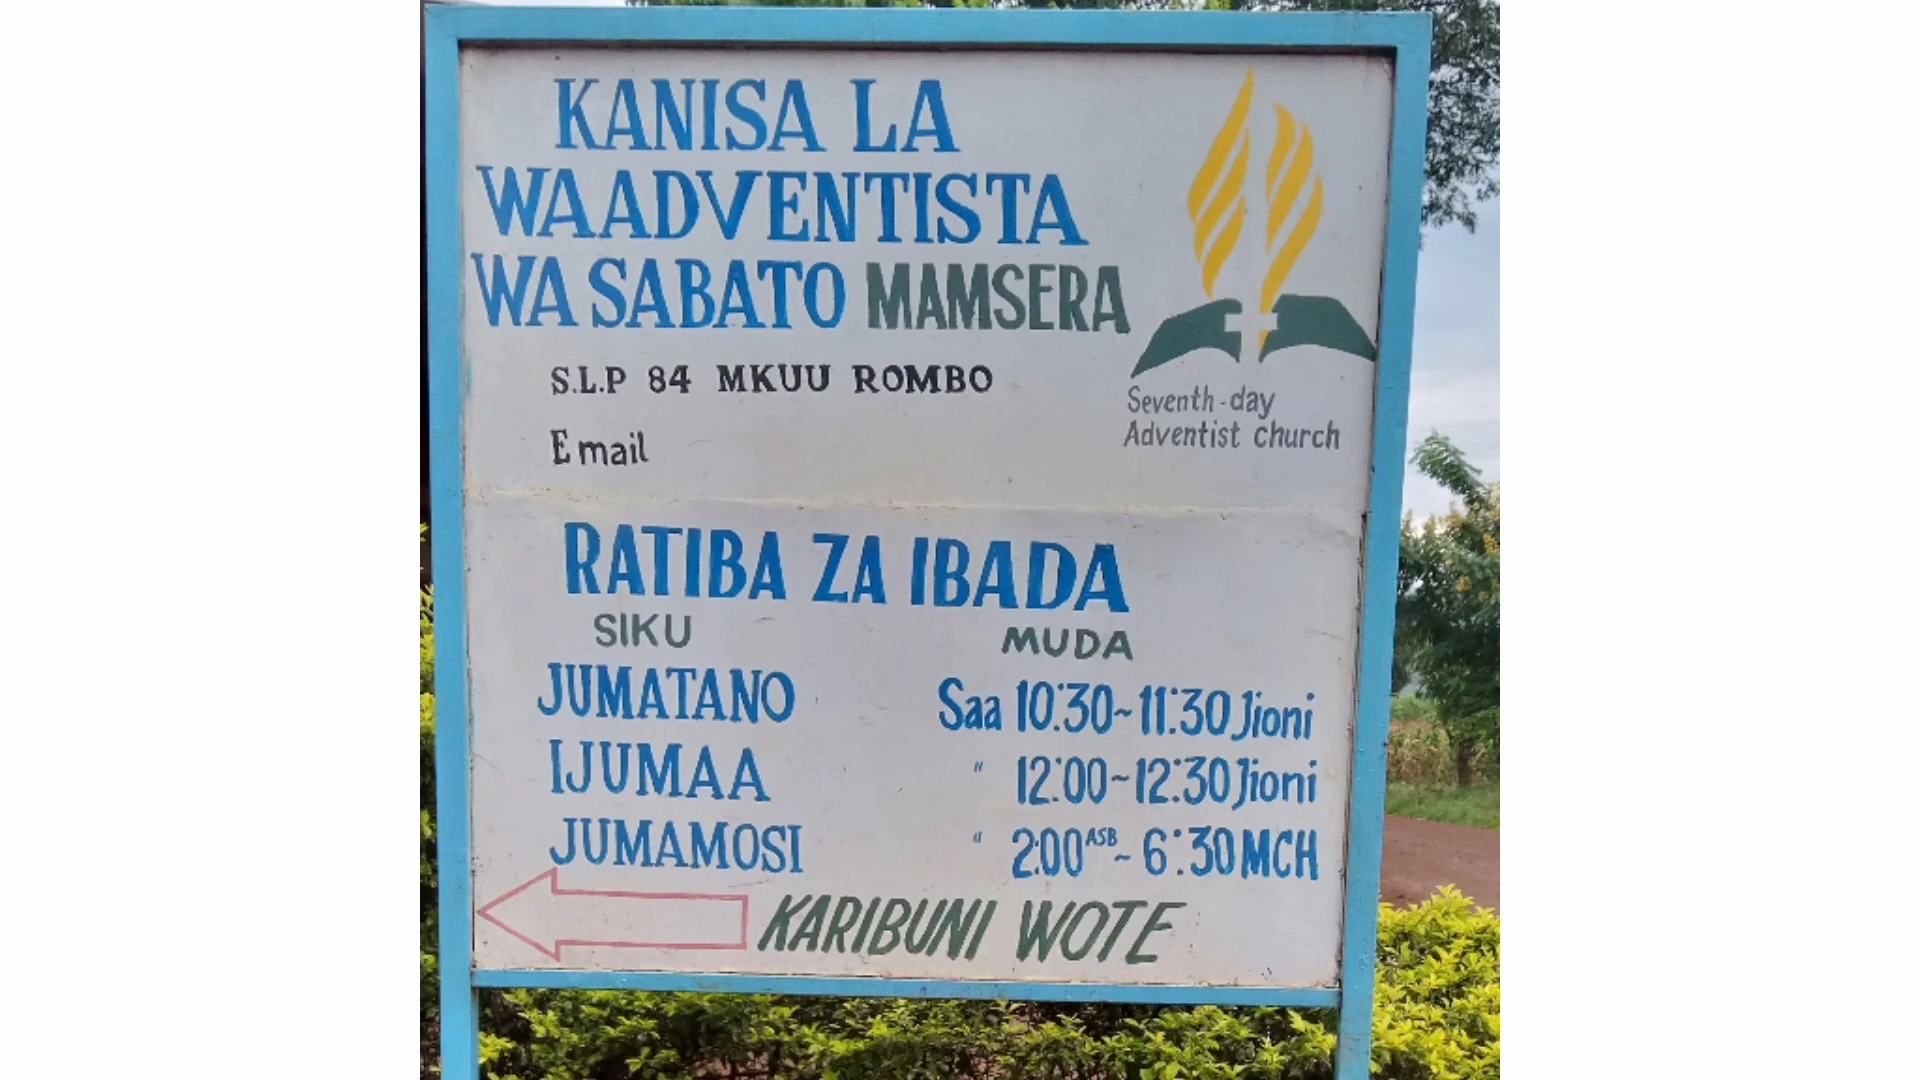 KANISA LA
WAADVENTISTA
WA SABATO MAMSERA
S.L.P 84 MKUU ROMBO
Email
Seventh-day
Adventist church
RATIBA ZA IBADA
SIKU MUDA
JUMATANO Saa 10:30~11:30 Jioni
IJUMAA " 12:00~12:30 Jioni
JUMAMOSI " 2:00 ASB ~ 6:30 MCH
KARIBUNI WOTE